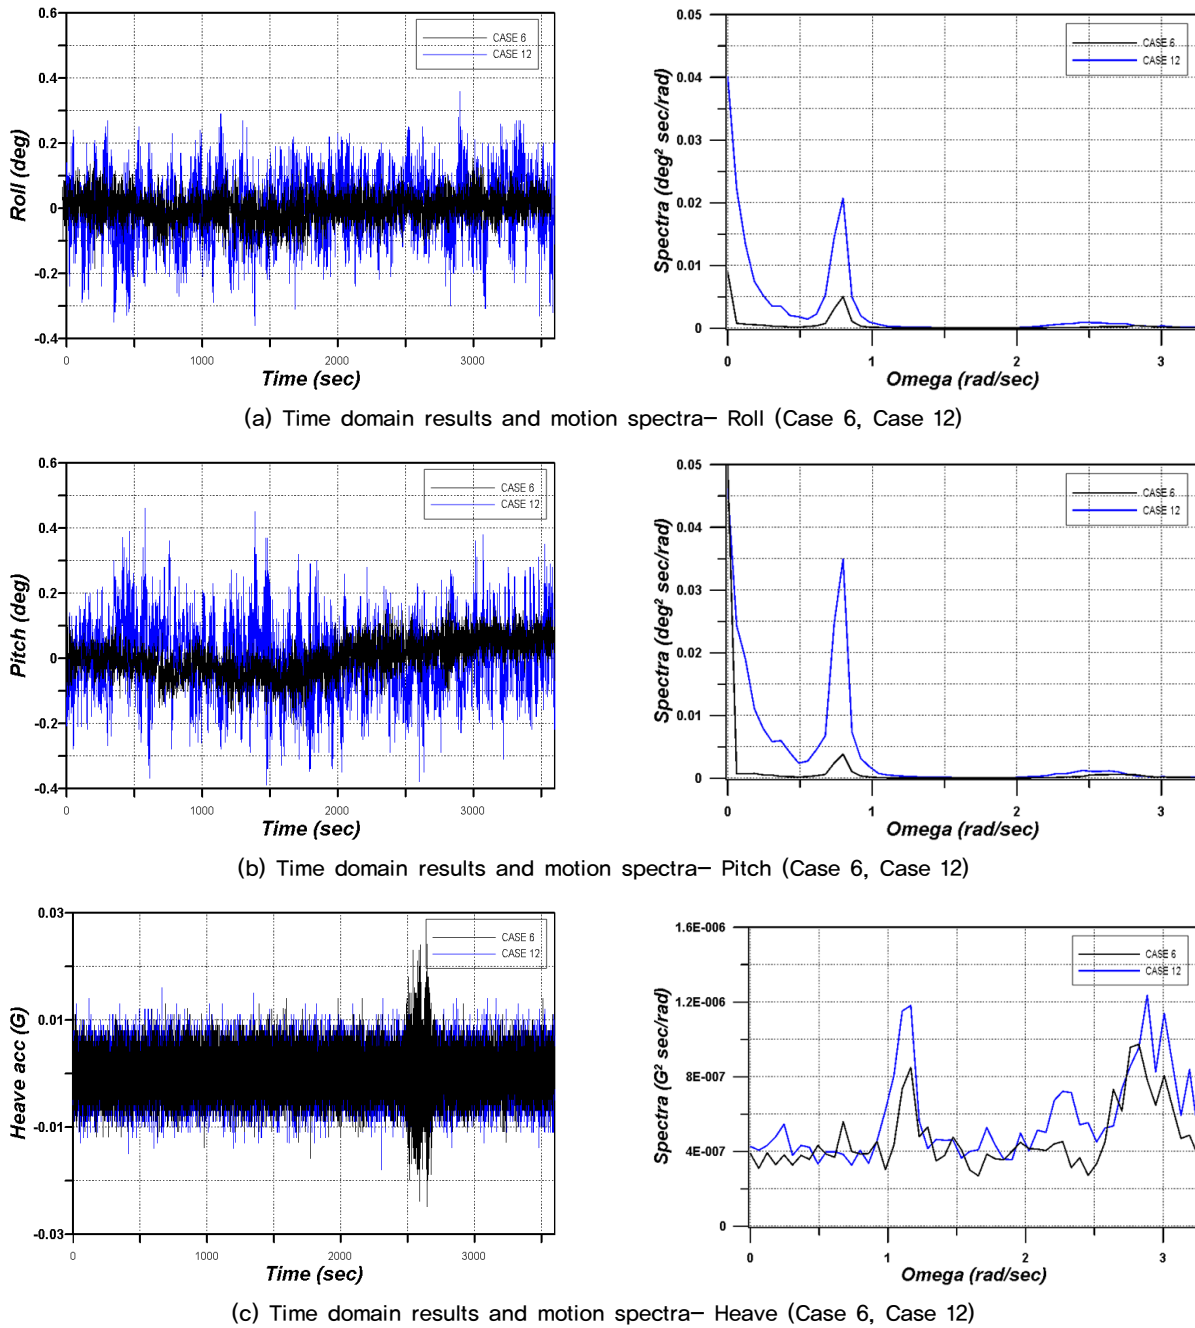 0.6
0.4
0.2
0
-0.2
-0.4
Roll (deg)
0 1000 2000 3000
Time (sec)
CASE 6
CASE 12
0.05
0.04
0.03
0.02
0.01
0
Spectra (deg² sec/rad)
0 1 2 3
Omega (rad/sec)
CASE 6
CASE 12
(a) Time domain results and motion spectra− Roll (Case 6, Case 12)
0.6
0.4
0.2
0
-0.2
-0.4
Pitch (deg)
0 1000 2000 3000
Time (sec)
CASE 6
CASE 12
0.05
0.04
0.03
0.02
0.01
0
Spectra (deg² sec/rad)
0 1 2 3
Omega (rad/sec)
CASE 6
CASE 12
(b) Time domain results and motion spectra− Pitch (Case 6, Case 12)
0.03
0.01
-0.01
-0.03
Heave acc (G)
0 1000 2000 3000
Time (sec)
CASE 6
CASE 12
1.6E-006
1.2E-006
8E-007
4E-007
0
Spectra (G² sec/rad)
0 1 2 3
Omega (rad/sec)
CASE 6
CASE 12
(c) Time domain results and motion spectra− Heave (Case 6, Case 12)